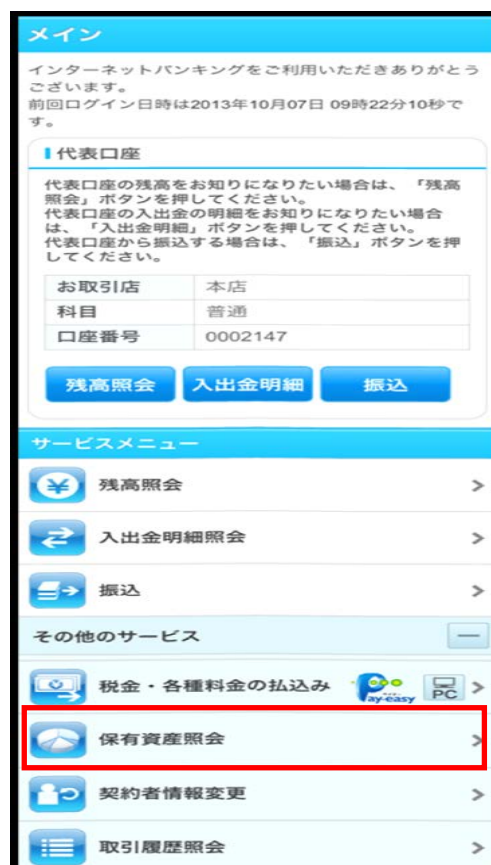 メイン
インターネットバンキングをご利用いただきありがとう
ございます。
前回ログイン日時は2013年10月07日 09時22分10秒で
す。
代表口座
代表口座の残高をお知りになりたい場合は、「残高
照会」ボタンを押してください。
代表口座の入出金の明細をお知りになりたい場合
は、「入出金明細」ボタンを押してください。
代表口座から振込する場合は、「振込」ボタンを押
してください。
お取引店 本店
科目 普通
口座番号 0002147
残高照会 入出金明細 振込
サービスメニュー
残高照会
入出金明細照会
振込
その他のサービス
税金・各種料金の払込み Pay-easy PC
保有資産照会
契約者情報変更
取引履歴照会